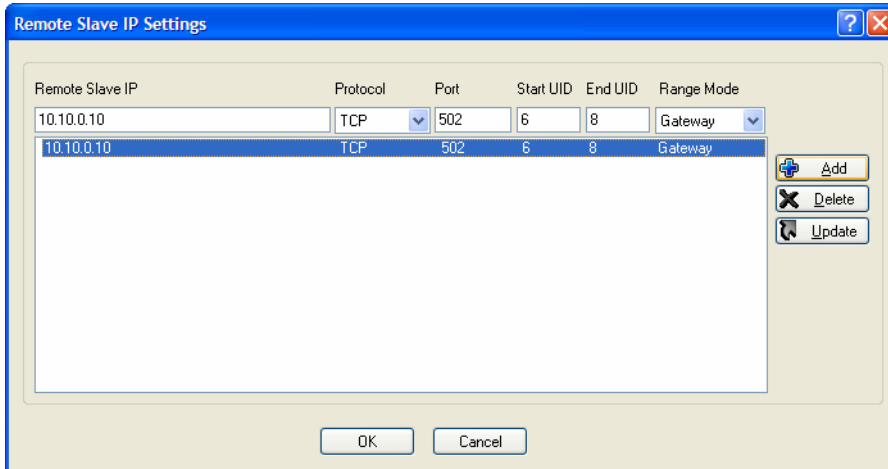 Remote Slave IP Settings
Remote Slave IP Protocol Port Start UID End UID Range Mode
10.10.0.10 TCP 502 6 8 Gateway
10.10.0.10 TCP 502 6 8 Gateway
Add
Delete
Update
OK Cancel